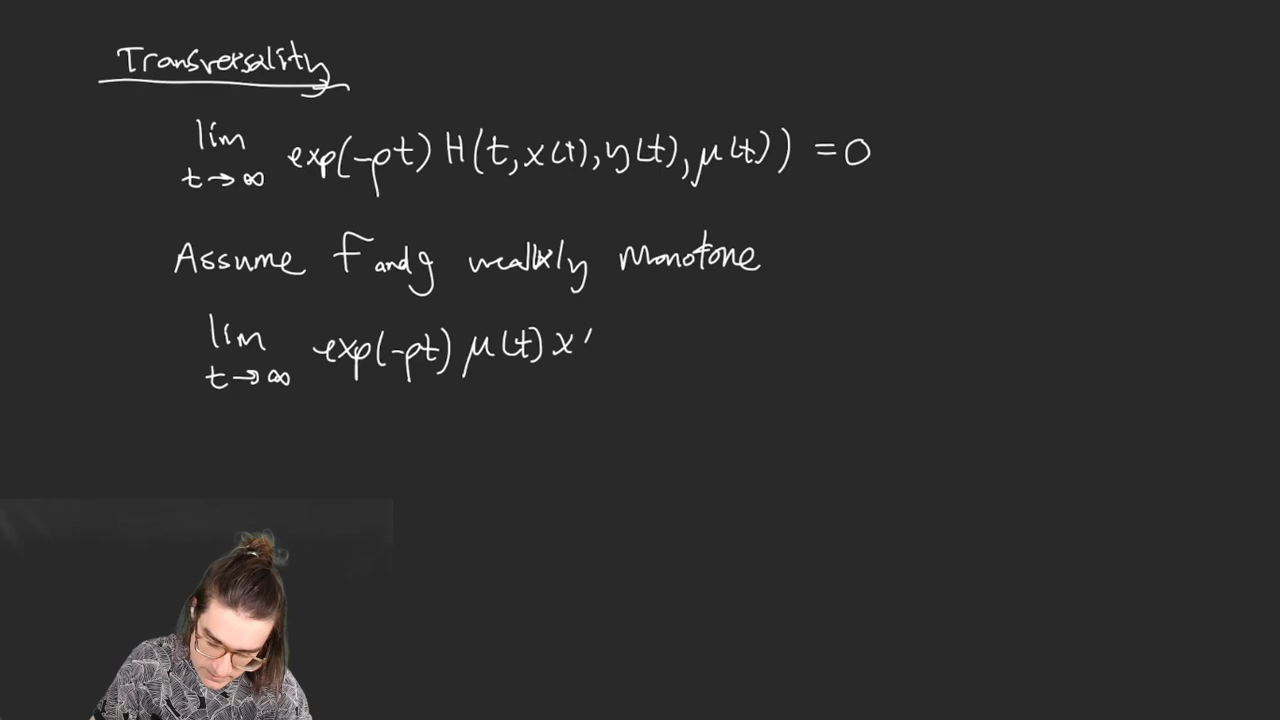 Transversality
lim t→∞ exp(-ρt) H(t, x(t), y(t), μ(t)) = 0
Assume f and g weakly monotone
lim t→∞ exp(-ρt) μ(t) x